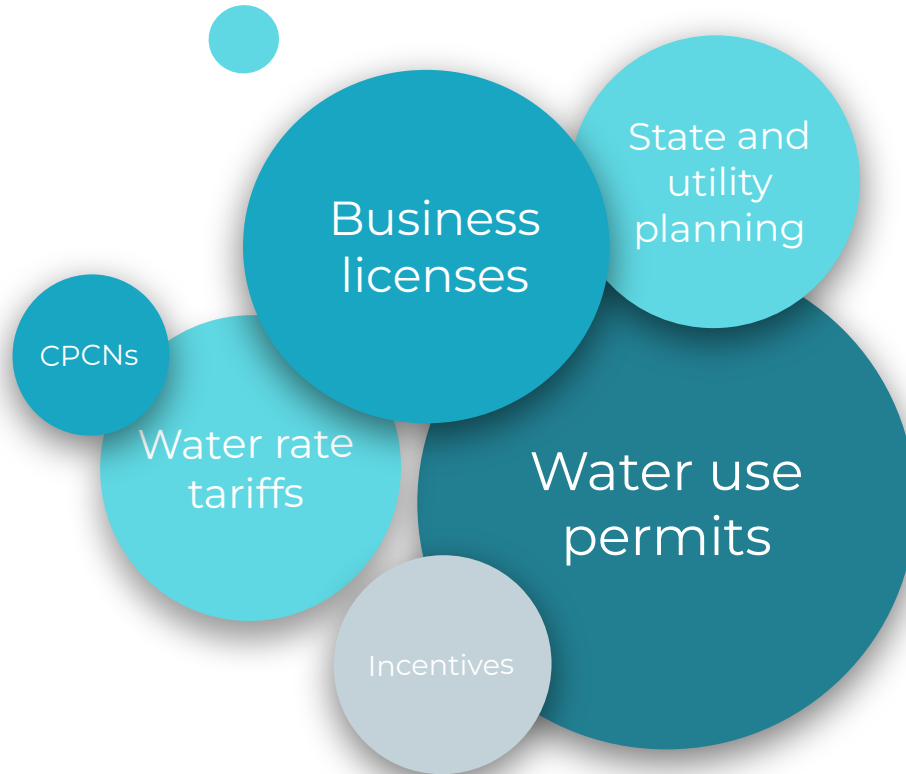 State and
utility
planning
Business
licenses
CPCNs
Water rate
tariffs
Water use
permits
Incentives